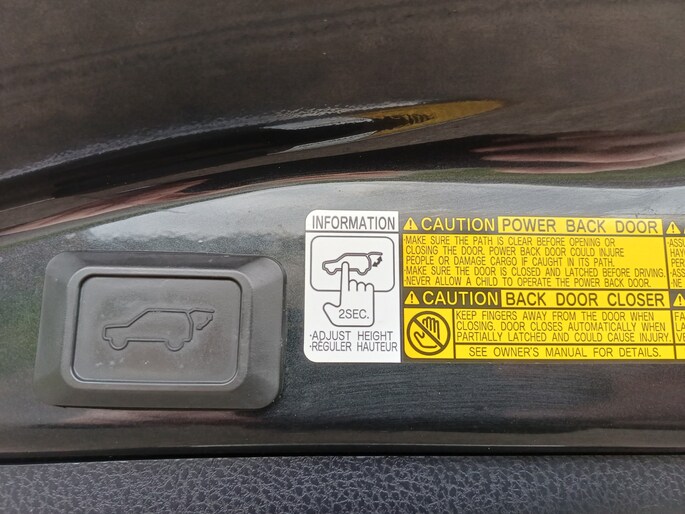 INFORMATION
2SEC.
·ADJUST HEIGHT
·RÉGULER HAUTEUR
CAUTION POWER BACK DOOR
·MAKE SURE THE PATH IS CLEAR BEFORE OPENING OR
CLOSING THE DOOR. POWER BACK DOOR COULD INJURE
PEOPLE OR DAMAGE CARGO IF CAUGHT IN ITS PATH.
·MAKE SURE THE DOOR IS CLOSED AND LATCHED BEFORE DRIVING.
·NEVER ALLOW A CHILD TO OPERATE THE POWER BACK DOOR.
CAUTION BACK DOOR CLOSER
KEEP FINGERS AWAY FROM THE DOOR WHEN
CLOSING. DOOR CLOSES AUTOMATICALLY WHEN
PARTIALLY LATCHED AND COULD CAUSE INJURY.
SEE OWNER'S MANUAL FOR DETAILS.